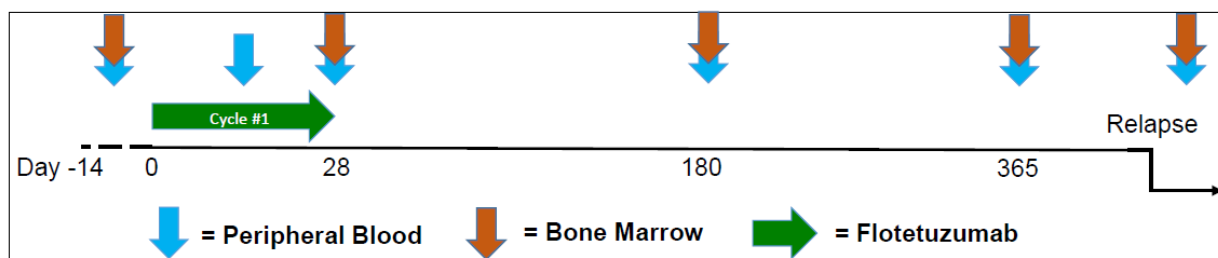 Cycle #1
Relapse
Day -14 0 28 180 365
= Peripheral Blood = Bone Marrow = Flotetuzumab